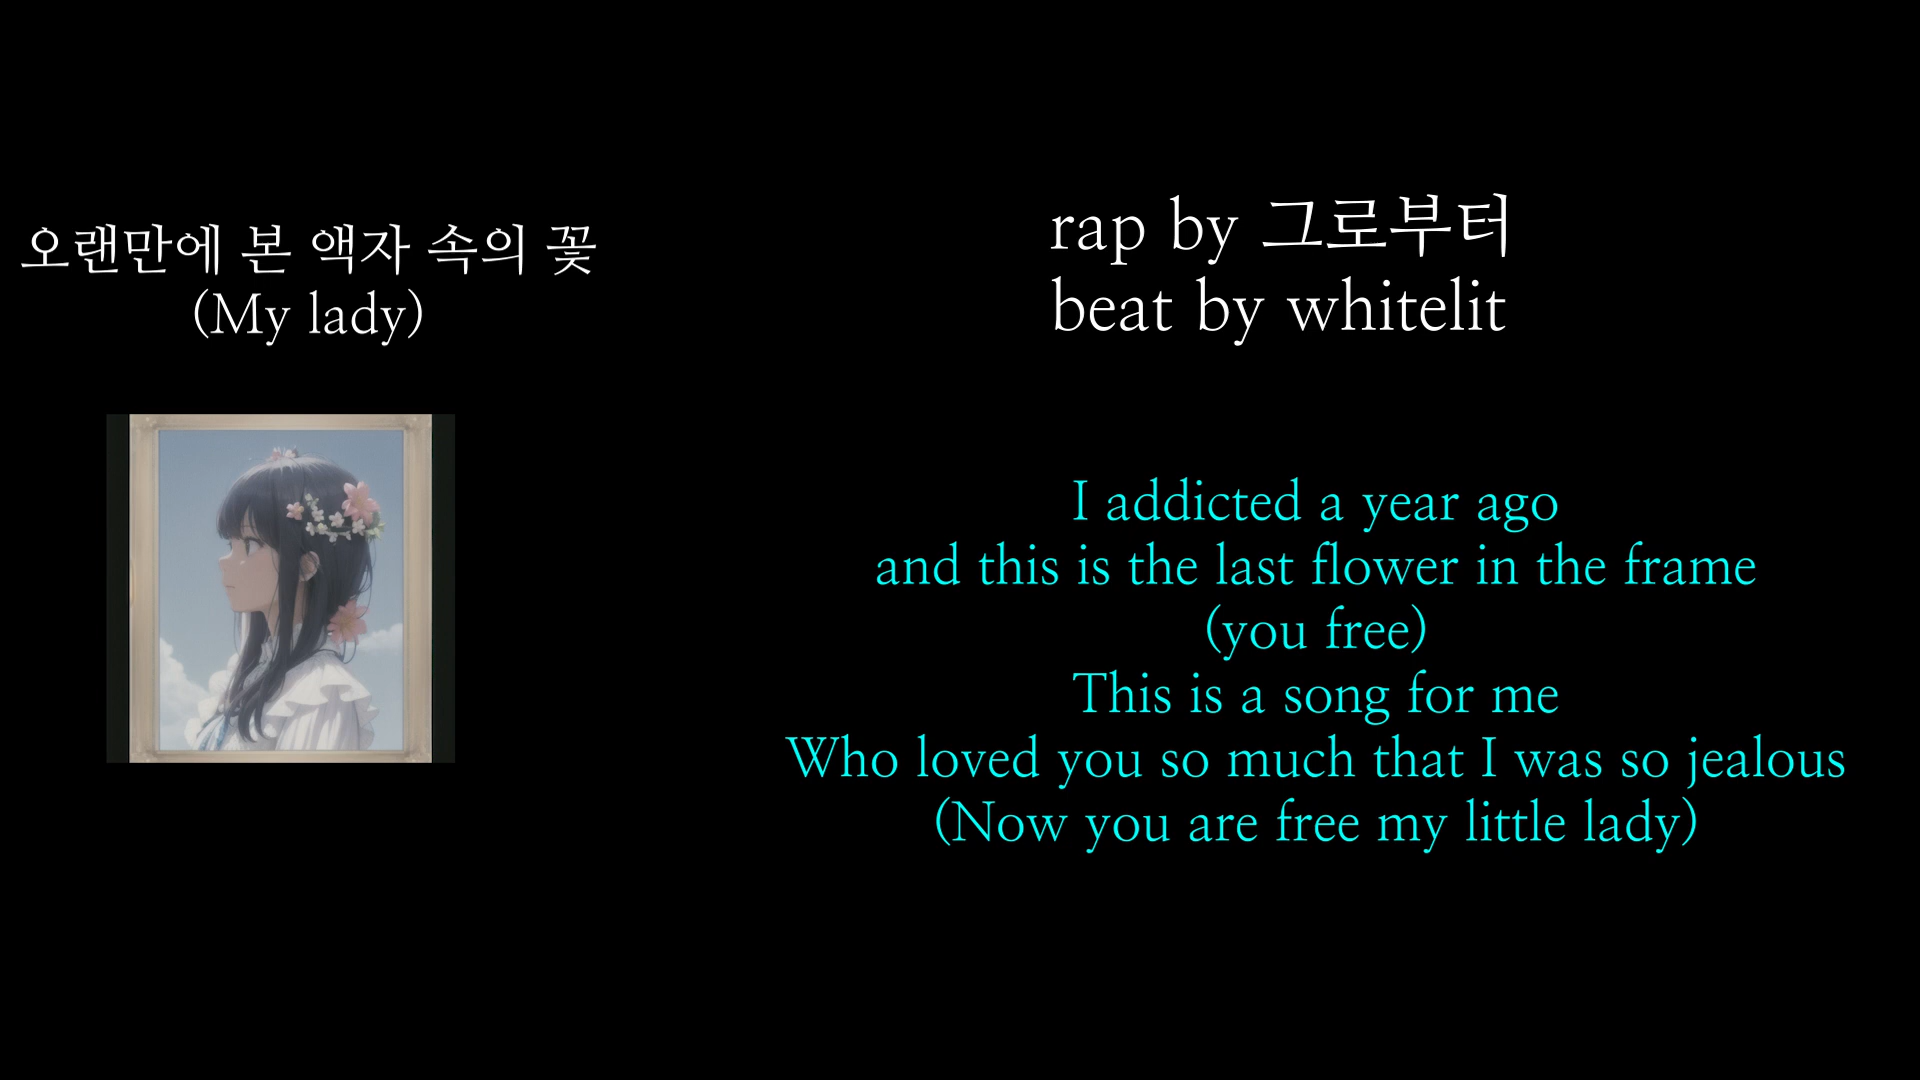 오랜만에 본 액자 속의 꽃
(My lady)
rap by 그로부터
beat by whitelit
I addicted a year ago
and this is the last flower in the frame
(you free)
This is a song for me
Who loved you so much that I was so jealous
(Now you are free my little lady)